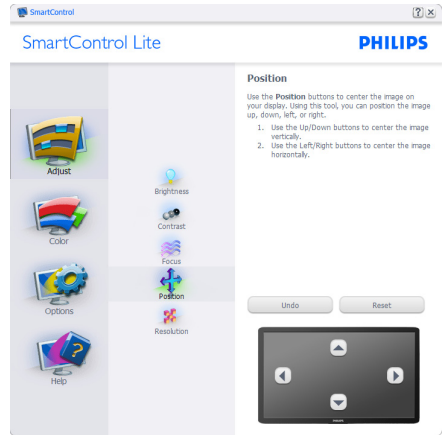 SmartControl
? x
SmartControl Lite
PHILIPS
Adjust
Color
Options
Help
Brightness
Contrast
Focus
Position
Resolution
Position
Use the Position buttons to center the image on
your display. Using this tool, you can position the image
up, down, left, or right.
1. Use the Up/Down buttons to center the image
vertically.
2. Use the Left/Right buttons to center the image
horizontally.
Undo
Reset
PHILIPS